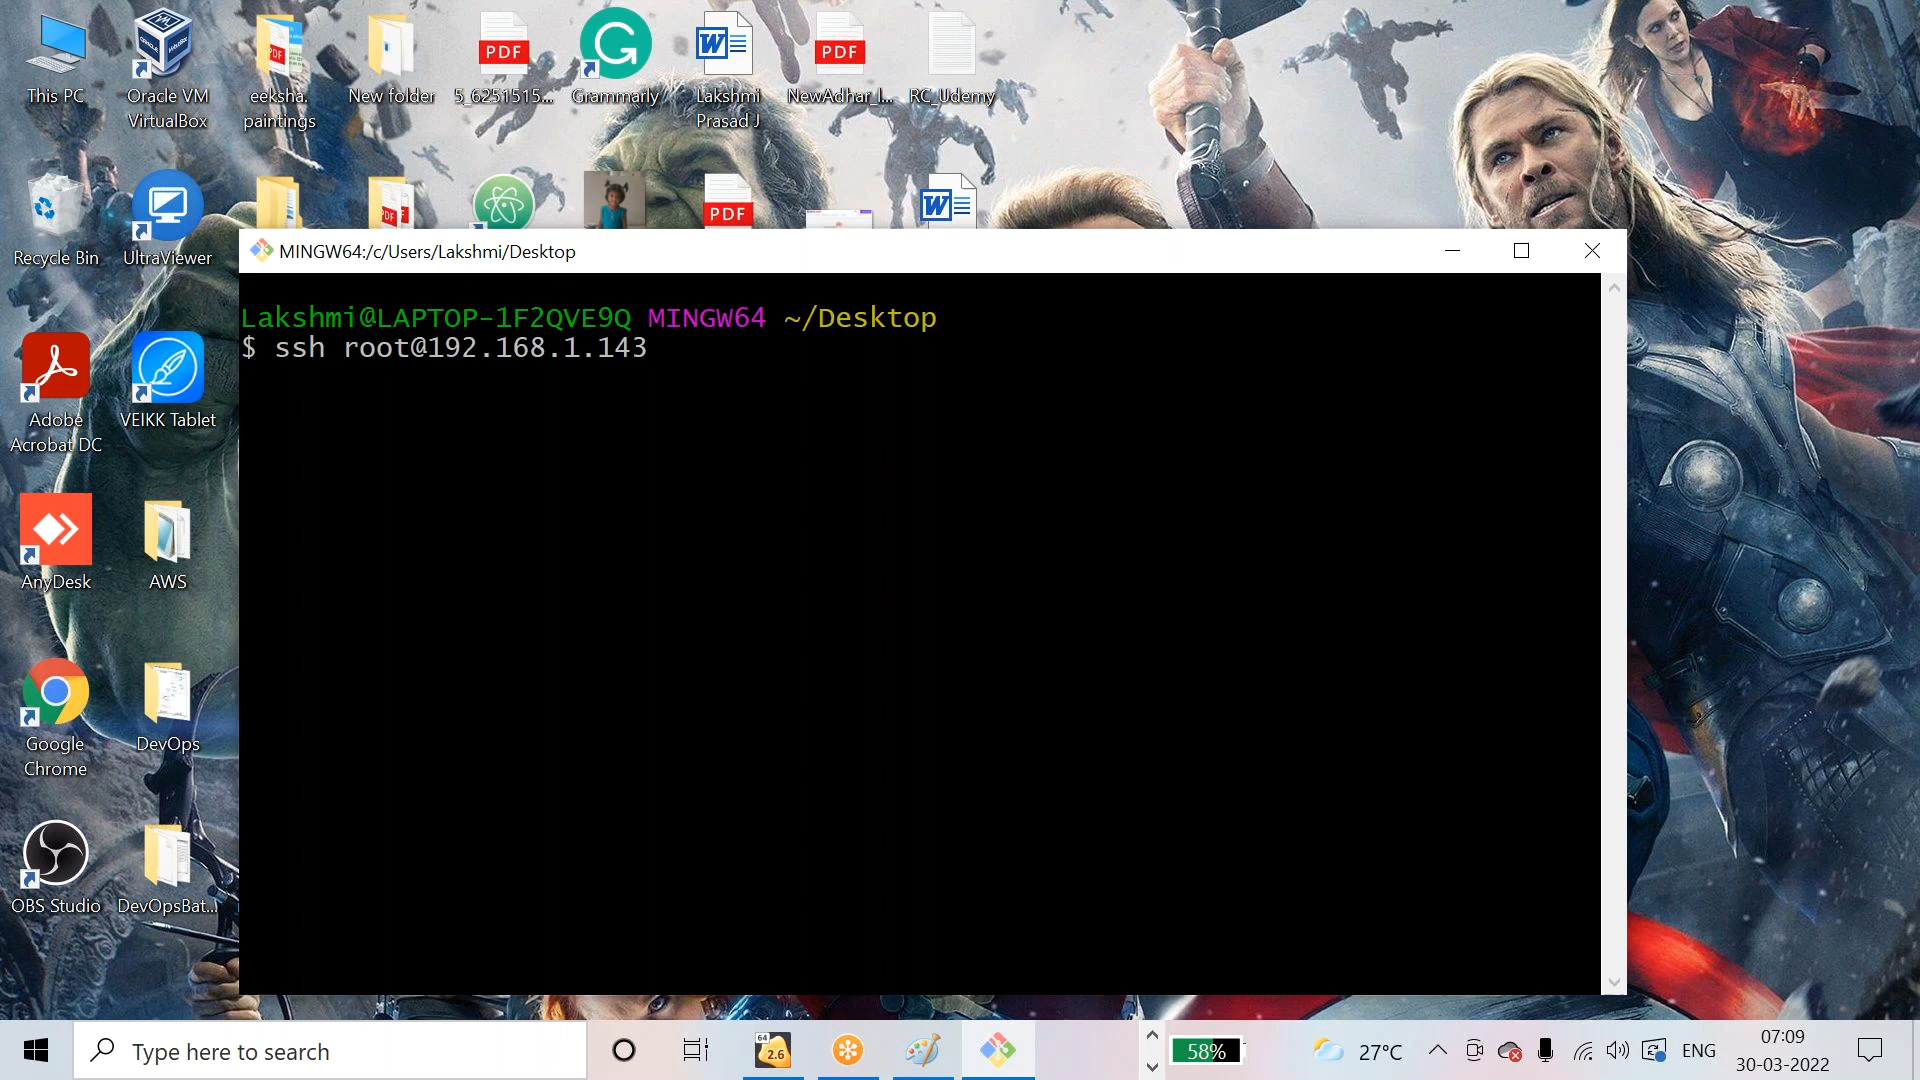 This PC
Oracle VM
VirtualBox
eeksha.
paintings
New folder
PDF
5_6251515...
Grammarly
Lakshmi
Prasad J
PDF
NewAdhar_l...
RC_Udemy
Recycle Bin
UltraViewer
PDF
MINGW64:/c/Users/Lakshmi/Desktop
Lakshmi@LAPTOP-1F2QVE9Q MINGW64 ~/Desktop
$ ssh root@192.168.1.143
Adobe
Acrobat DC
VEIKK Tablet
AnyDesk
AWS
Google
Chrome
DevOps
OBS Studio
DevOpsBat...
Type here to search
64
2.6
58%
27°C
ENG
07:09
30-03-2022